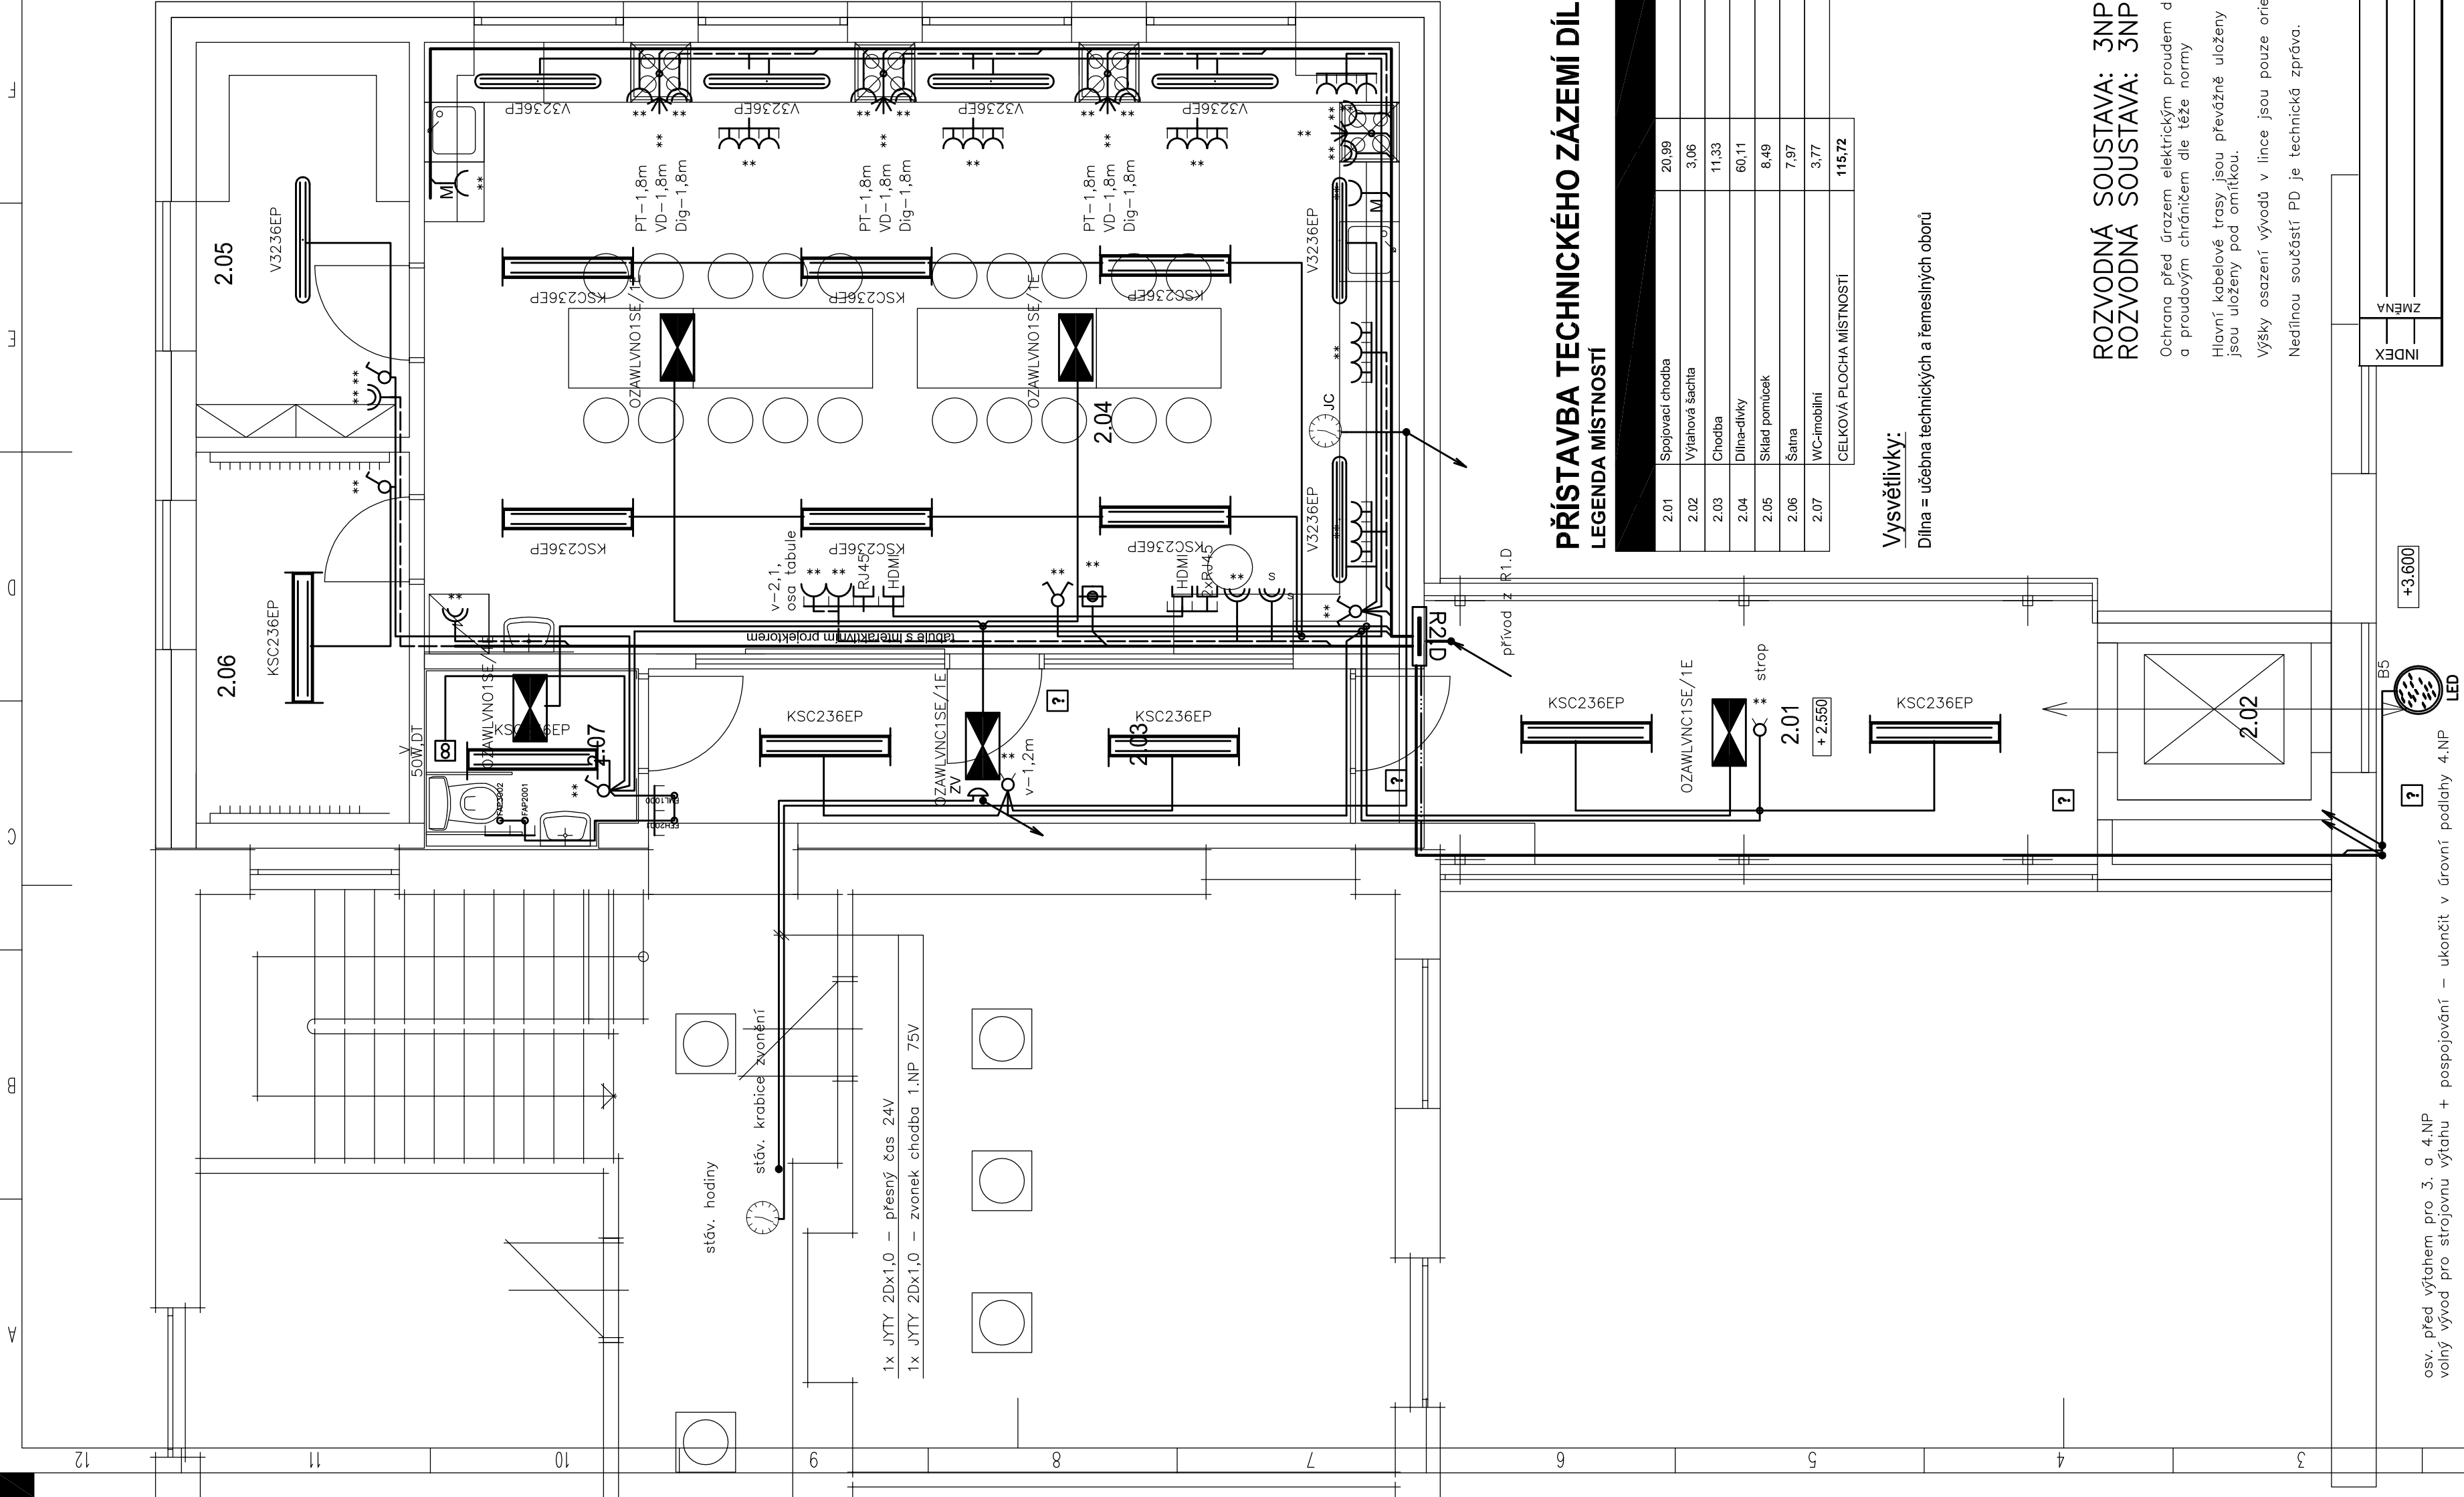 PŘÍSTAVBA TECHNICKÉHO ZÁZEMÍ DÍL
LEGENDA MÍSTNOSTÍ
2.01 Spojovací chodba 20,99
2.02 Výtahová šachta 3,06
2.03 Chodba 11,33
2.04 Dílna-dívky 60,11
2.05 Sklad pomůcek 8,49
2.06 Šatna 7,97
2.07 WC-imobilní 3,77
CELKOVÁ PLOCHA MÍSTNOSTÍ 115,72
Vysvětlivky:
Dílna = učebna technických a řemeslných oborů
ROZVODNÁ SOUSTAVA: 3NP
ROZVODNÁ SOUSTAVA: 3NP
Ochrana před úrazem elektrickým proudem d
a proudovým chráničem dle téže normy
Hlavní kabelové trasy jsou převážně uloženy
jsou uloženy pod omítkou.
Výšky osazení vývodů v lince jsou pouze orie
Nedílnou součástí PD je technická zpráva.
INDEX
ZMĚNA
2.05
V3236EP
** **
2.06
KSC236EP
**
V3236EP
V3236EP
V3236EP
V3236EP
M
**
** ** **
PT-1,8m
VD-1,8m
Dig-1,8m
**
** ** **
PT-1,8m
VD-1,8m
Dig-1,8m
**
** ** **
PT-1,8m
VD-1,8m
Dig-1,8m
**
M
V3236EP
**
KSC236EP
KSC236EP
KSC236EP
OZAWLVNO1SE/1E
OZAWLVNO1SE/1E
2.04
JC
V3236EP
KSC236EP
KSC236EP
KSC236EP
v-2,1,
osa tabule
**
**
RJ45
HDMI
**
**
HDMI
2xRJ45
**
S
S
**
tabule s interaktivním projektorem
R2.D
přívod z R1.D
V
50W,DT
KSC236EP
2.07
**
FAP3002
FAP2001
EML1000
EEH2001
KSC236EP
OZAWLVNC1SE/1E
ZV
**
v-1,2m
?
KSC236EP
2.03
?
KSC236EP
OZAWLVNC1SE/1E
** strop
2.01
+ 2.550
KSC236EP
?
2.02
+3.600
B5
LED
?
stáv. hodiny
stáv. krabice zvonění
1x JYTY 2Dx1,0 - přesný čas 24V
1x JYTY 2Dx1,0 - zvonek chodba 1.NP 75V
osv. před výtahem pro 3. a 4.NP
volný vývod pro strojovnu výtahu + pospojování - ukončit v úrovní podlahy 4.NP
F
E
D
C
B
A
12
11
10
9
8
7
6
5
4
3